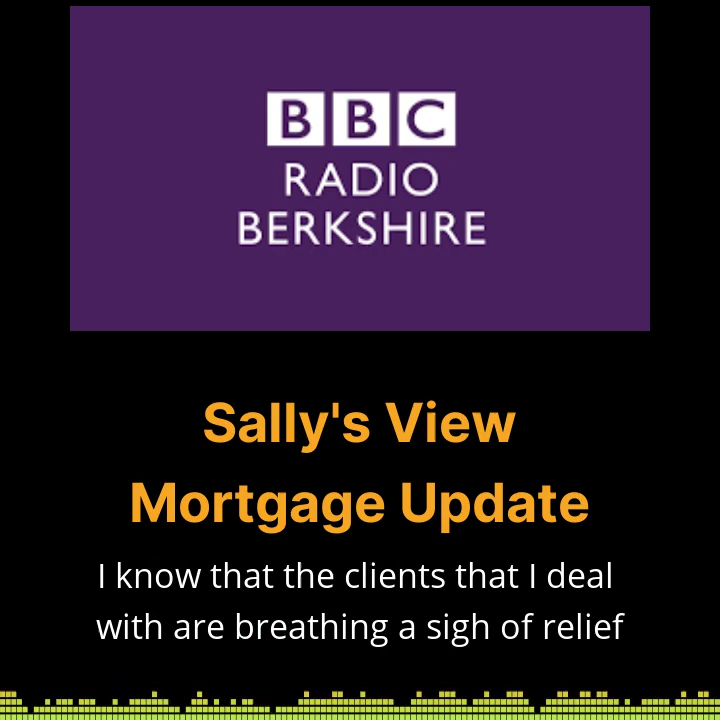 BBC
RADIO
BERKSHIRE
Sally's View
Mortgage Update
I know that the clients that I deal
with are breathing a sigh of relief